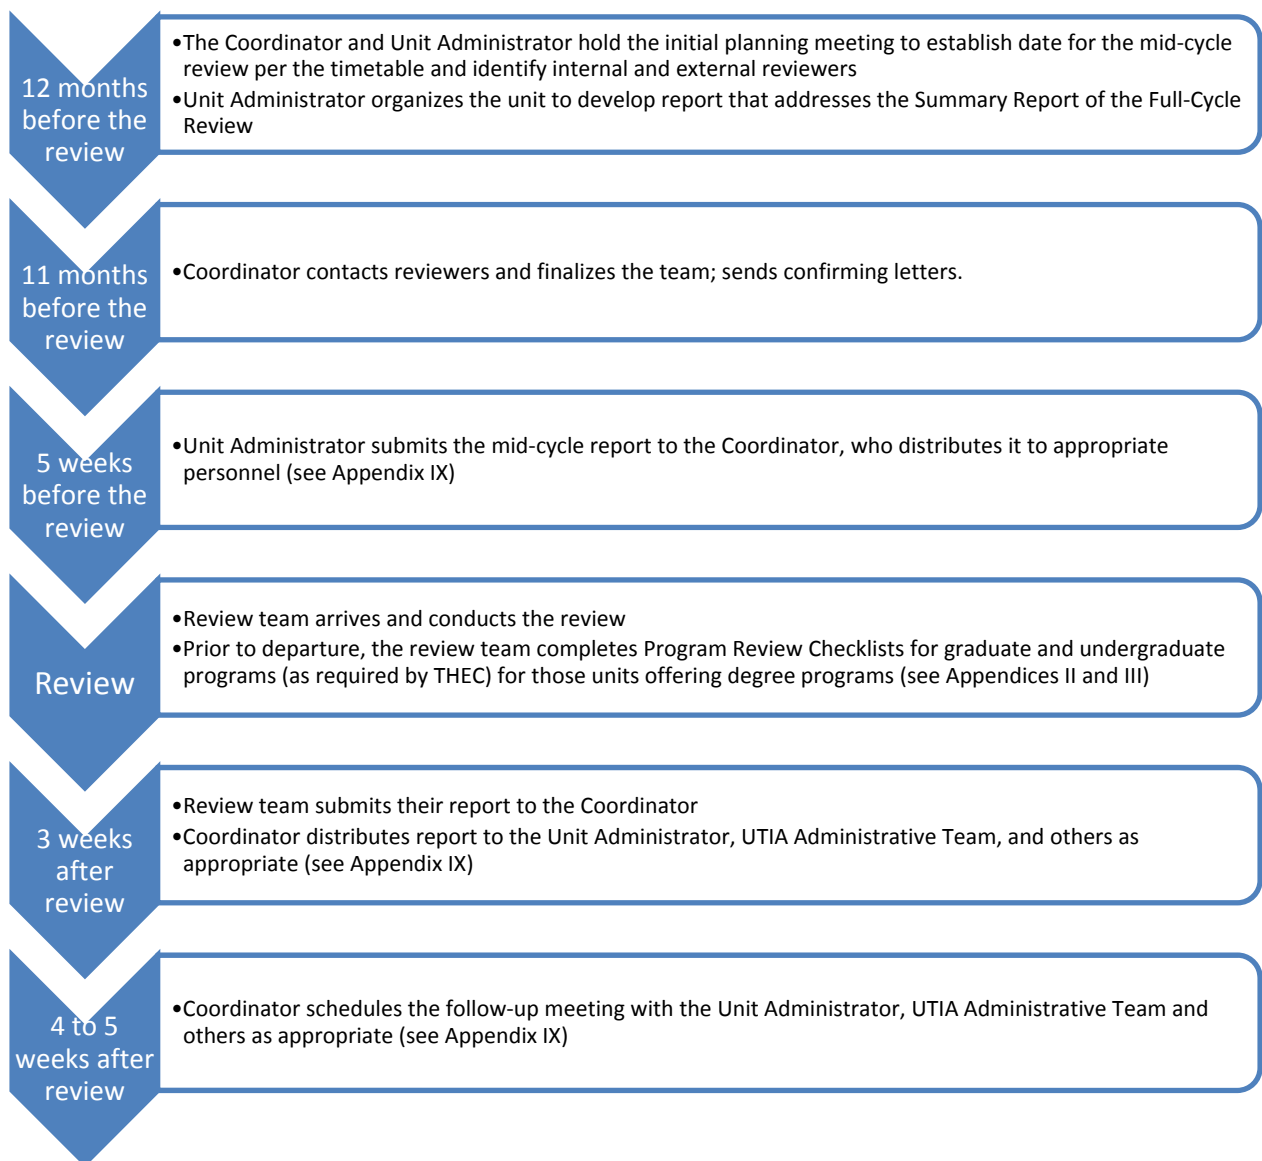 12 months
before the
review
•The Coordinator and Unit Administrator hold the initial planning meeting to establish date for the mid-cycle
review per the timetable and identify internal and external reviewers
•Unit Administrator organizes the unit to develop report that addresses the Summary Report of the Full-Cycle
Review
11 months
before the
review
•Coordinator contacts reviewers and finalizes the team; sends confirming letters.
5 weeks
before the
review
•Unit Administrator submits the mid-cycle report to the Coordinator, who distributes it to appropriate
personnel (see Appendix IX)
Review
•Review team arrives and conducts the review
•Prior to departure, the review team completes Program Review Checklists for graduate and undergraduate
programs (as required by THEC) for those units offering degree programs (see Appendices II and III)
3 weeks
after
review
•Review team submits their report to the Coordinator
•Coordinator distributes report to the Unit Administrator, UTIA Administrative Team, and others as
appropriate (see Appendix IX)
4 to 5
weeks after
review
•Coordinator schedules the follow-up meeting with the Unit Administrator, UTIA Administrative Team and
others as appropriate (see Appendix IX)